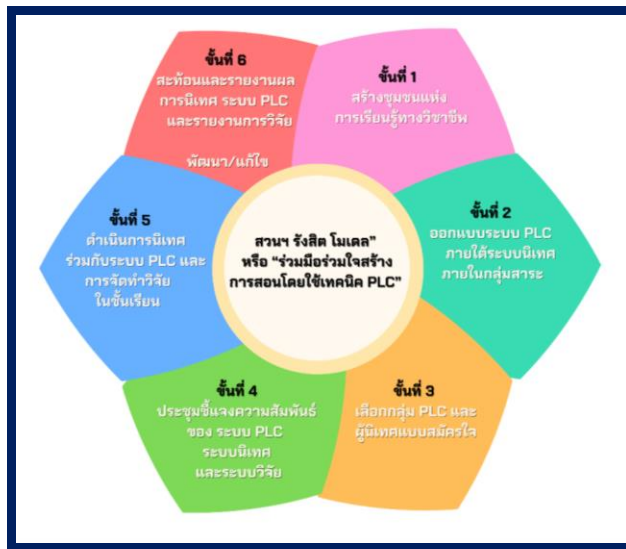 สวนฯ รังสิต โมเดล”
หรือ “ร่วมมือร่วมใจสร้าง
การสอนโดยใช้เทคนิค PLC”
ขั้นที่ 1
สร้างชุมชนแห่ง
การเรียนรู้ทางวิชาชีพ
ขั้นที่ 2
ออกแบบระบบ PLC
ภายใต้ระบบนิเทศ
ภายในกลุ่มสาระ
ขั้นที่ 3
เลือกกลุ่ม PLC และ
ผู้นิเทศแบบสมัครใจ
ขั้นที่ 4
ประชุมชี้แจงความสัมพันธ์
ของ ระบบ PLC
ระบบนิเทศ
และระบบวิจัย
ขั้นที่ 5
ดำเนินการนิเทศ
ร่วมกับระบบ PLC และ
การจัดทำวิจัย
ในชั้นเรียน
ขั้นที่ 6
สะท้อนและรายงานผล
การนิเทศ ระบบ PLC
และรายงานการวิจัย
พัฒนา/แก้ไข